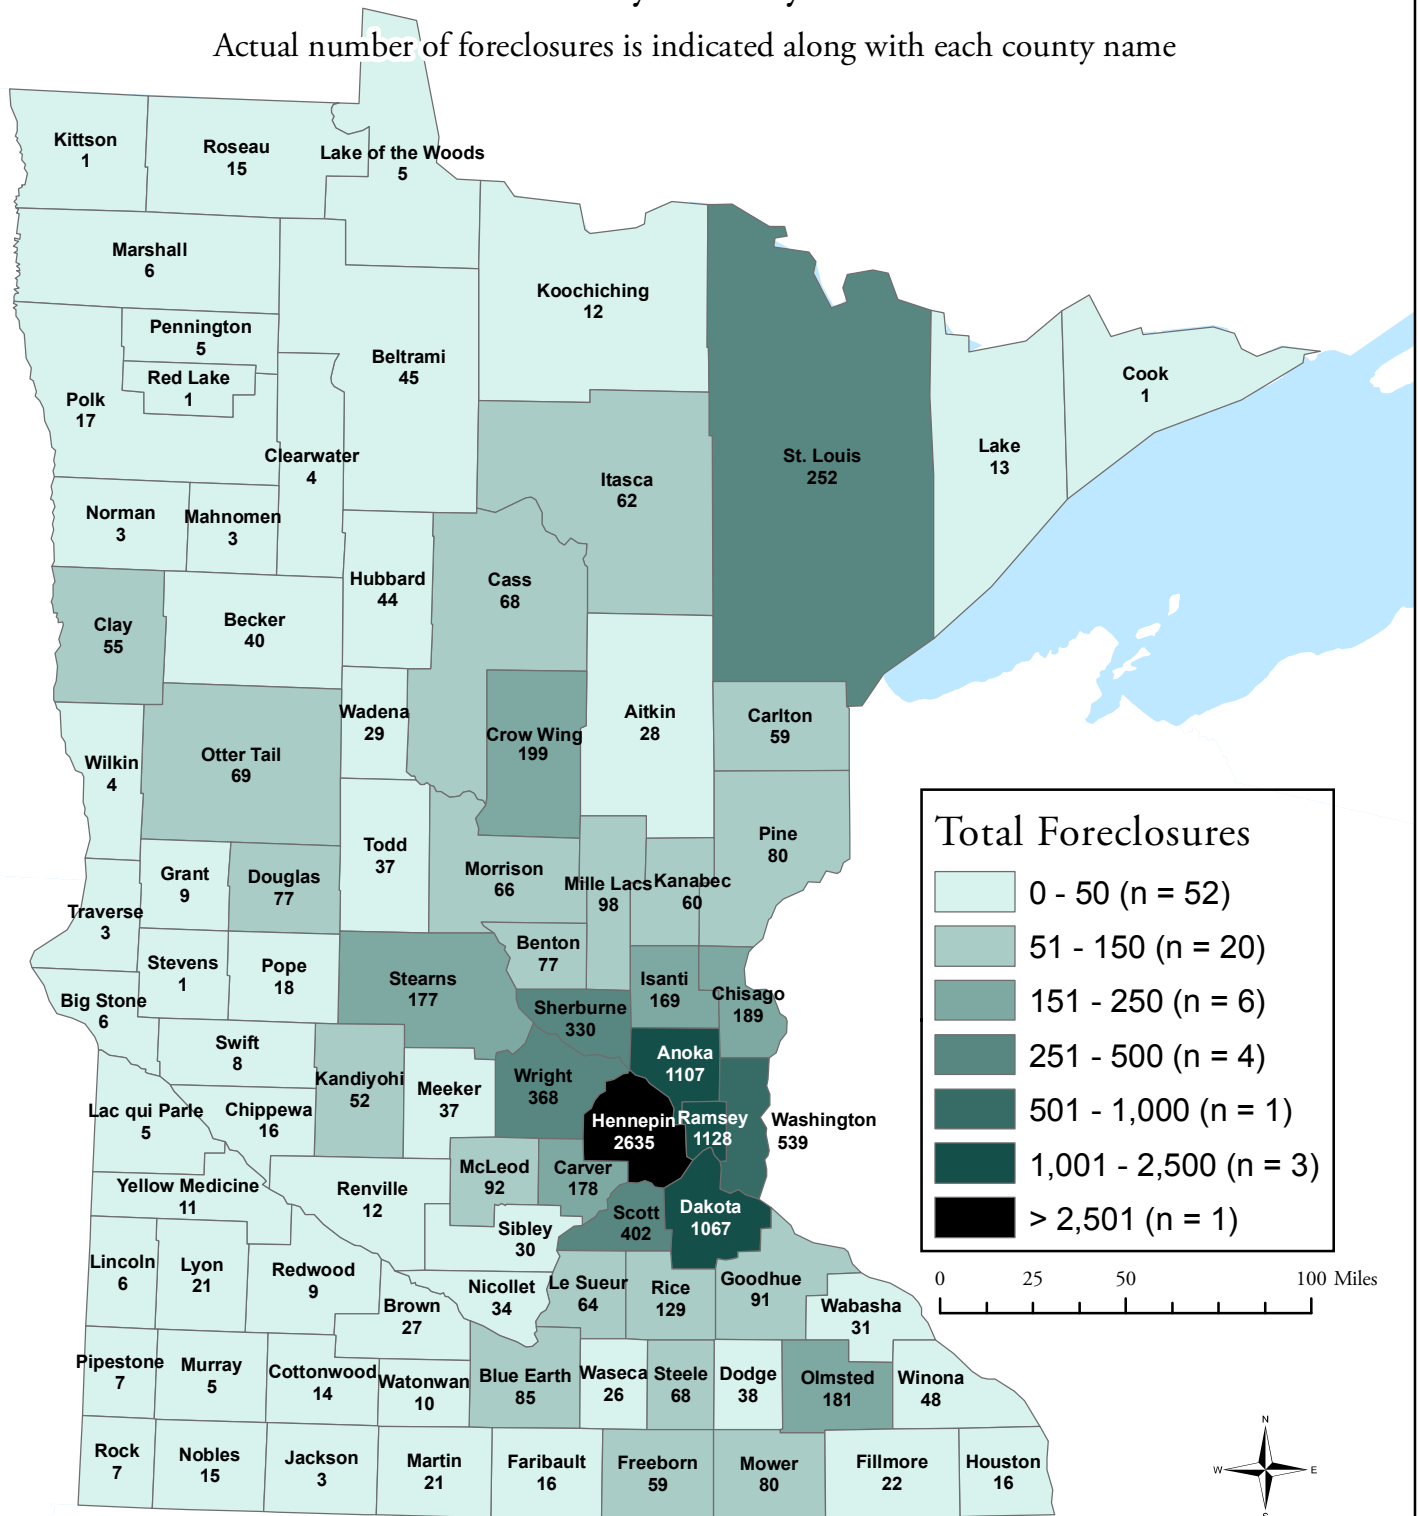 Actual number of foreclosures is indicated along with each county name
Kittson
1
Roseau
15
Lake of the Woods
5
Marshall
6
Koochiching
12
Pennington
5
Beltrami
45
Red Lake
1
Polk
17
Cook
1
Lake
13
St. Louis
252
Clearwater
4
Itasca
62
Norman
3
Mahnomen
3
Hubbard
44
Cass
68
Clay
55
Becker
40
Wadena
29
Crow Wing
199
Aitkin
28
Carlton
59
Wilkin
4
Otter Tail
69
Pine
80
Todd
37
Morrison
66
Mille Lacs
98
Kanabec
60
Grant
9
Douglas
77
Traverse
3
Benton
77
Stevens
1
Pope
18
Stearns
177
Isanti
169
Chisago
189
Big Stone
6
Sherburne
330
Swift
8
Anoka
1107
Kandiyohi
52
Meeker
37
Wright
368
Lac qui Parle
5
Chippewa
16
Hennepin
2635
Ramsey
1128
Washington
539
McLeod
92
Carver
178
Yellow Medicine
11
Renville
12
Scott
402
Dakota
1067
Sibley
30
Lincoln
6
Lyon
21
Redwood
9
Nicollet
34
Le Sueur
64
Rice
129
Goodhue
91
Brown
27
Wabasha
31
Pipestone
7
Murray
5
Cottonwood
14
Watonwan
10
Blue Earth
85
Waseca
26
Steele
68
Dodge
38
Olmsted
181
Winona
48
Rock
7
Nobles
15
Jackson
3
Martin
21
Faribault
16
Freeborn
59
Mower
80
Fillmore
22
Houston
16
Total Foreclosures
0 - 50 (n = 52)
51 - 150 (n = 20)
151 - 250 (n = 6)
251 - 500 (n = 4)
501 - 1,000 (n = 1)
1,001 - 2,500 (n = 3)
> 2,501 (n = 1)
0 25 50 100 Miles
N
W E